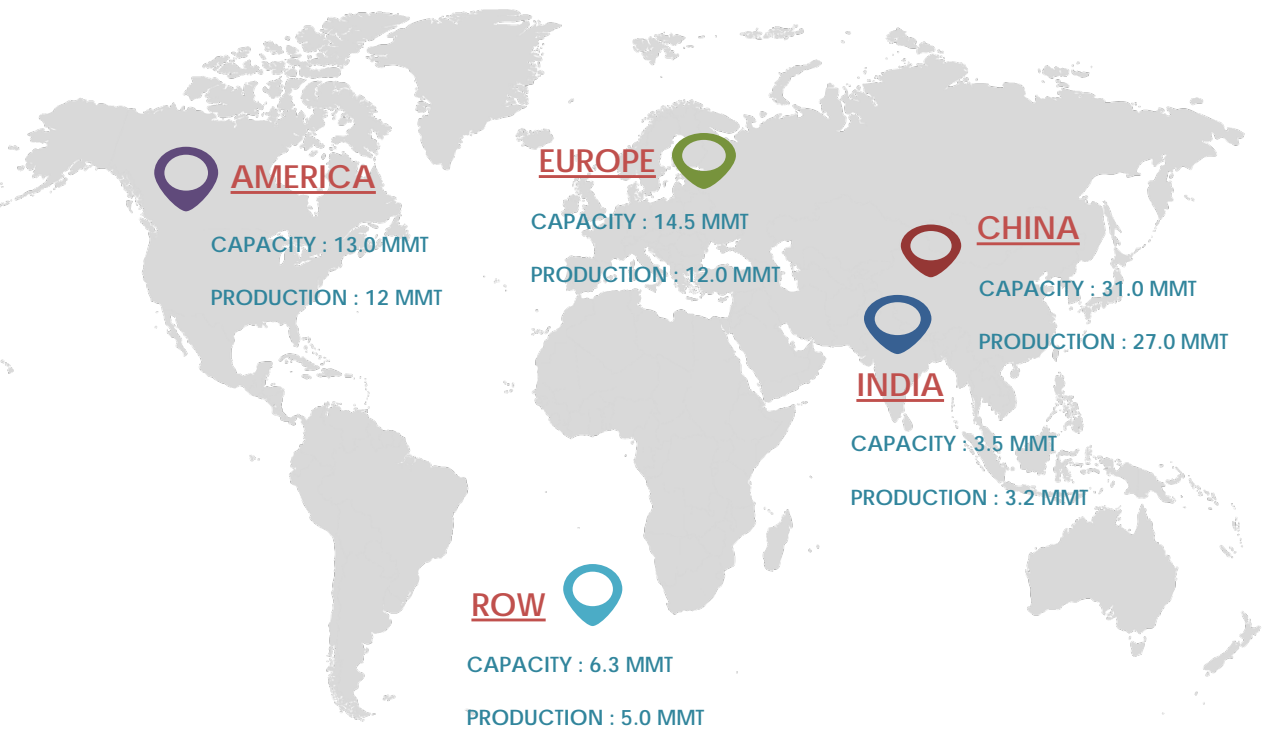 AMERICA
CAPACITY : 13.0 MMT
PRODUCTION : 12 MMT
EUROPE
CAPACITY : 14.5 MMT
PRODUCTION : 12.0 MMT
CHINA
CAPACITY : 31.0 MMT
PRODUCTION : 27.0 MMT
INDIA
CAPACITY : 3.5 MMT
PRODUCTION : 3.2 MMT
ROW
CAPACITY : 6.3 MMT
PRODUCTION : 5.0 MMT